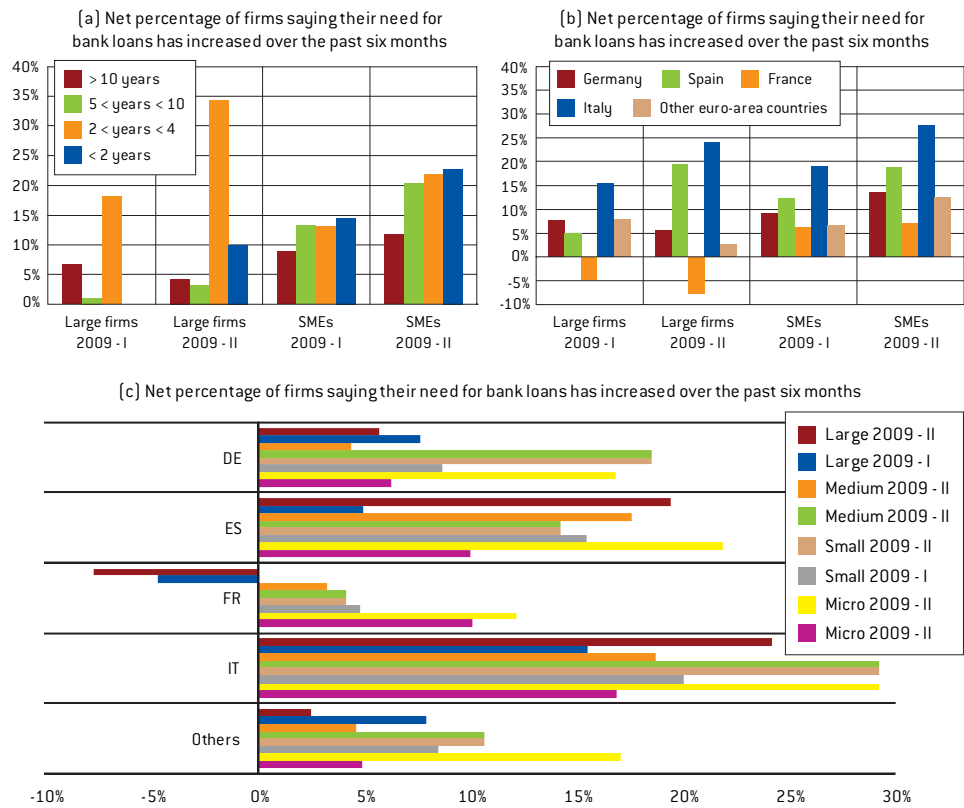 (a) Net percentage of firms saying their need for
bank loans has increased over the past six months
40%
35%
30%
25%
20%
15%
10%
5%
0%
> 10 years
5 < years < 10
2 < years < 4
< 2 years
Large firms
2009 - I
Large firms
2009 - II
SMEs
2009 - I
SMEs
2009 - II
(b) Net percentage of firms saying their need for
bank loans has increased over the past six months
40%
35%
30%
25%
20%
15%
10%
5%
0%
-5%
-10%
Germany
Spain
France
Italy
Other euro-area countries
Large firms
2009 - I
Large firms
2009 - II
SMEs
2009 - I
SMEs
2009 - II
(c) Net percentage of firms saying their need for bank loans has increased over the past six months
DE
ES
FR
IT
Others
Large 2009 - II
Large 2009 - I
Medium 2009 - II
Medium 2009 - II
Small 2009 - II
Small 2009 - I
Micro 2009 - II
Micro 2009 - II
-10%
-5%
0%
5%
10%
15%
20%
25%
30%